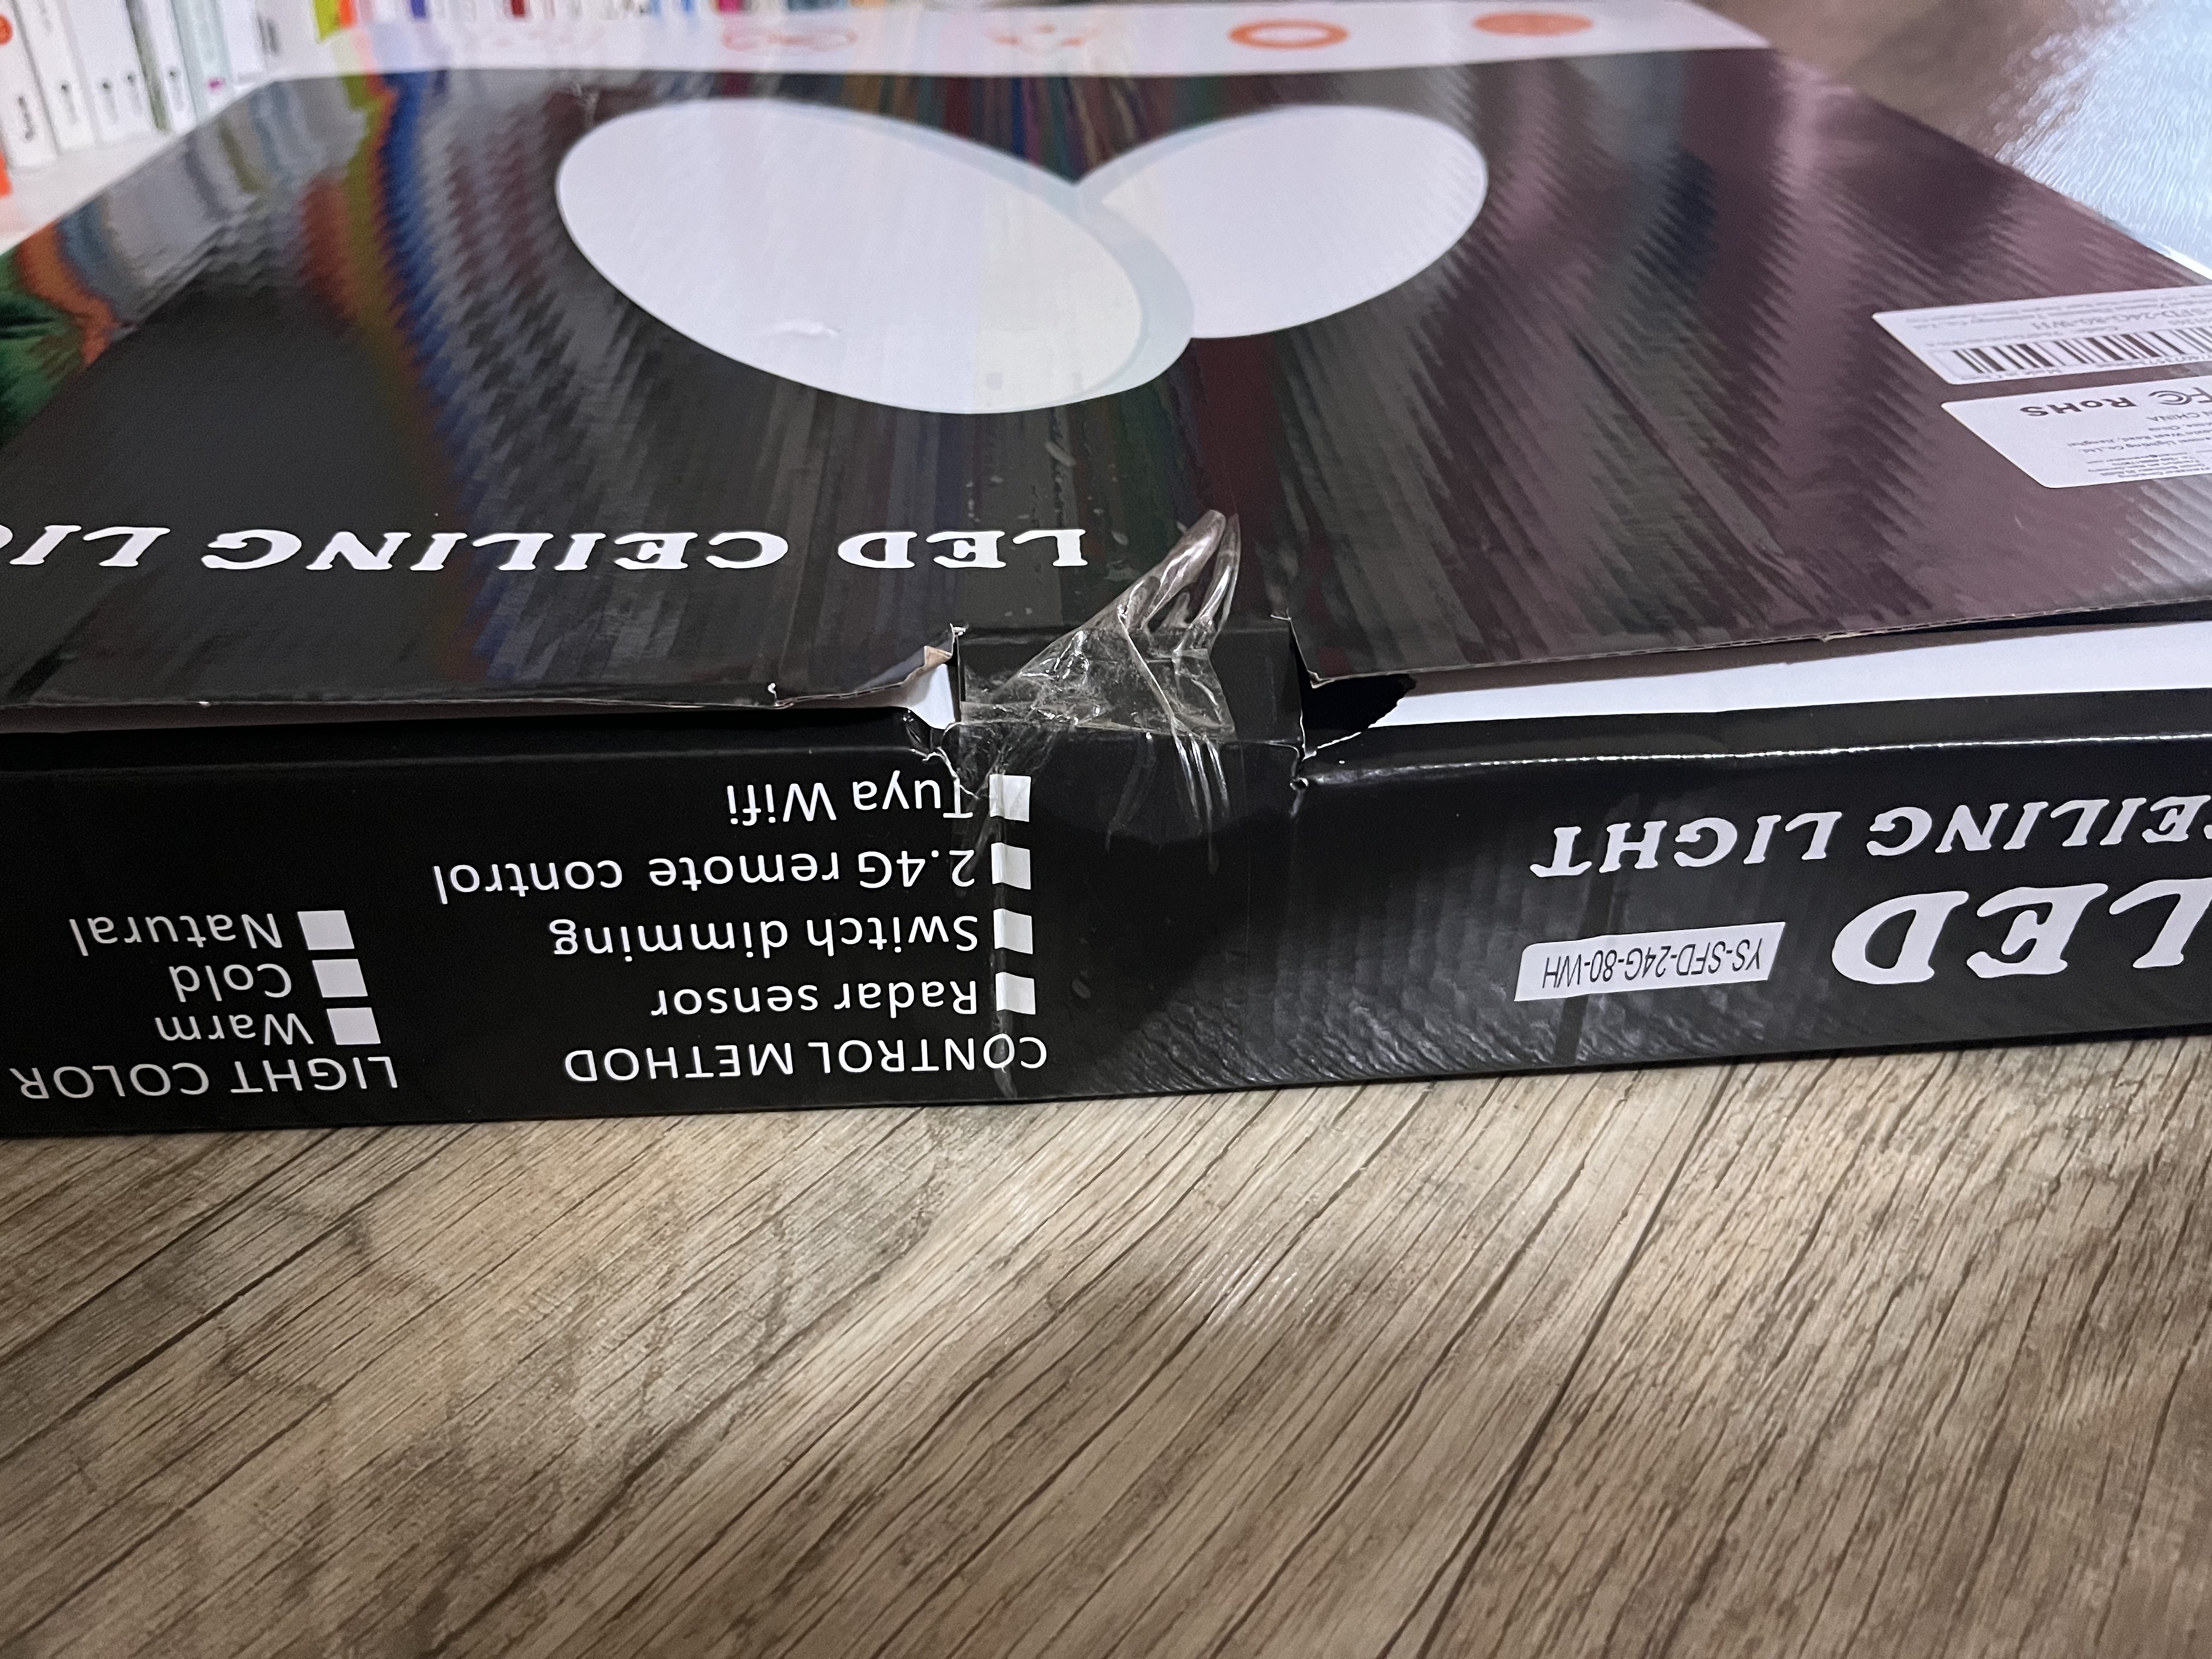 LED CEILING
FC RoHS
LED
CEILING LIGHT
YS-SFD-24G-80-WH
CONTROL METHOD
Radar sensor
Switch dimming
2.4G remote control
Tuya Wifi
LIGHT COLOR
Warm
Cold
Natural